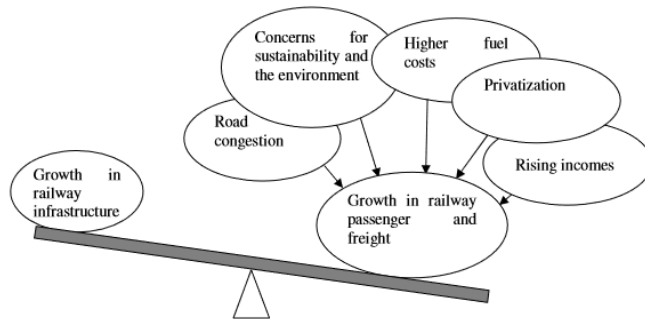 Concerns for
sustainability and
the environment
Higher fuel
costs
Privatization
Road
congestion
Rising incomes
Growth in
railway
infrastructure
Growth in railway
passenger and
freight